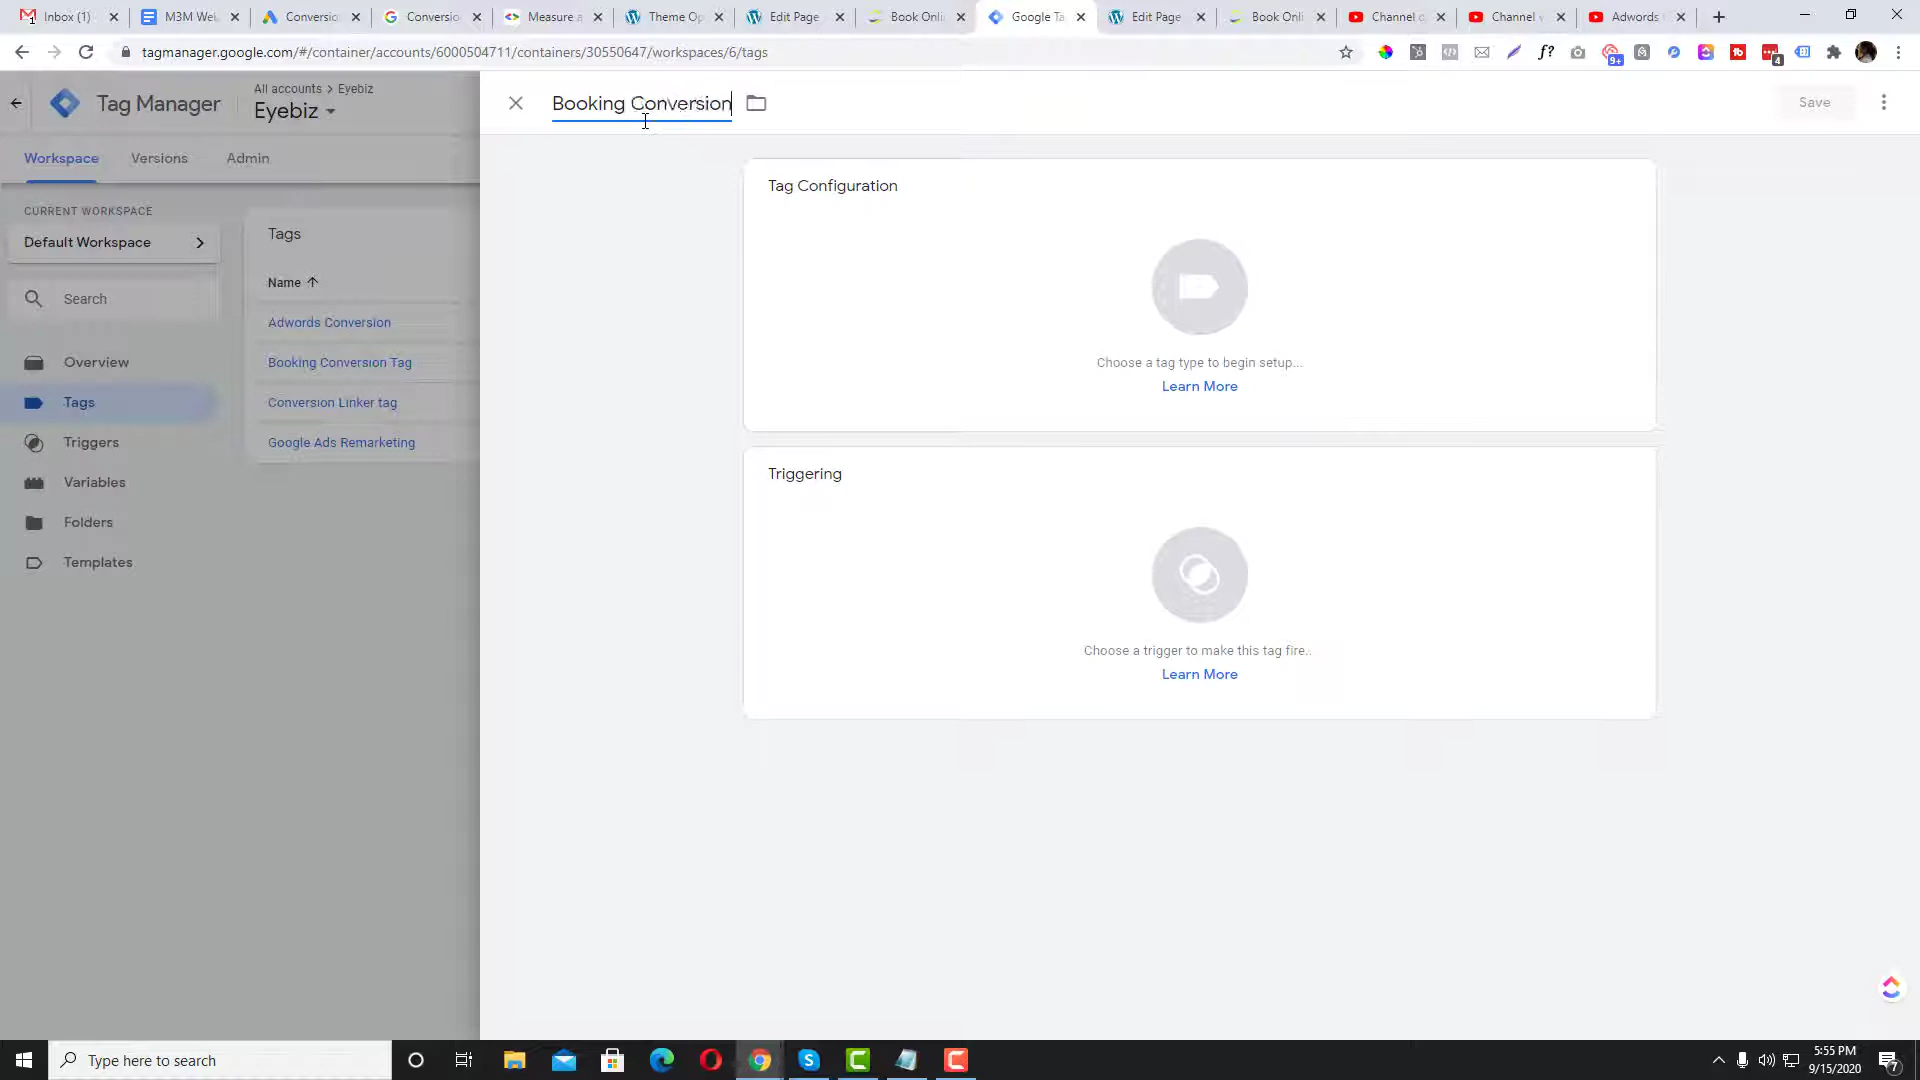 Inbox (1)
M3M Wel
Conversio
Conversio
Measure a
Theme Op
Edit Page
Book Onli
Google Ta
Edit Page
Book Onli
Channel
Channel
Adwords
tagmanager.google.com/#/container/accounts/6000504711/containers/30550647/workspaces/6/tags
f?
9+
4
Tag Manager
All accounts > Eyebiz
Eyebiz
Booking Conversion
Save
Workspace
Versions
Admin
CURRENT WORKSPACE
Default Workspace
Search
Overview
Tags
Triggers
Variables
Folders
Templates
Tags
Name
Adwords Conversion
Booking Conversion Tag
Conversion Linker tag
Google Ads Remarketing
Tag Configuration
Choose a tag type to begin setup...
Learn More
Triggering
Choose a trigger to make this tag fire...
Learn More
Type here to search
5:55 PM
9/15/2020
7